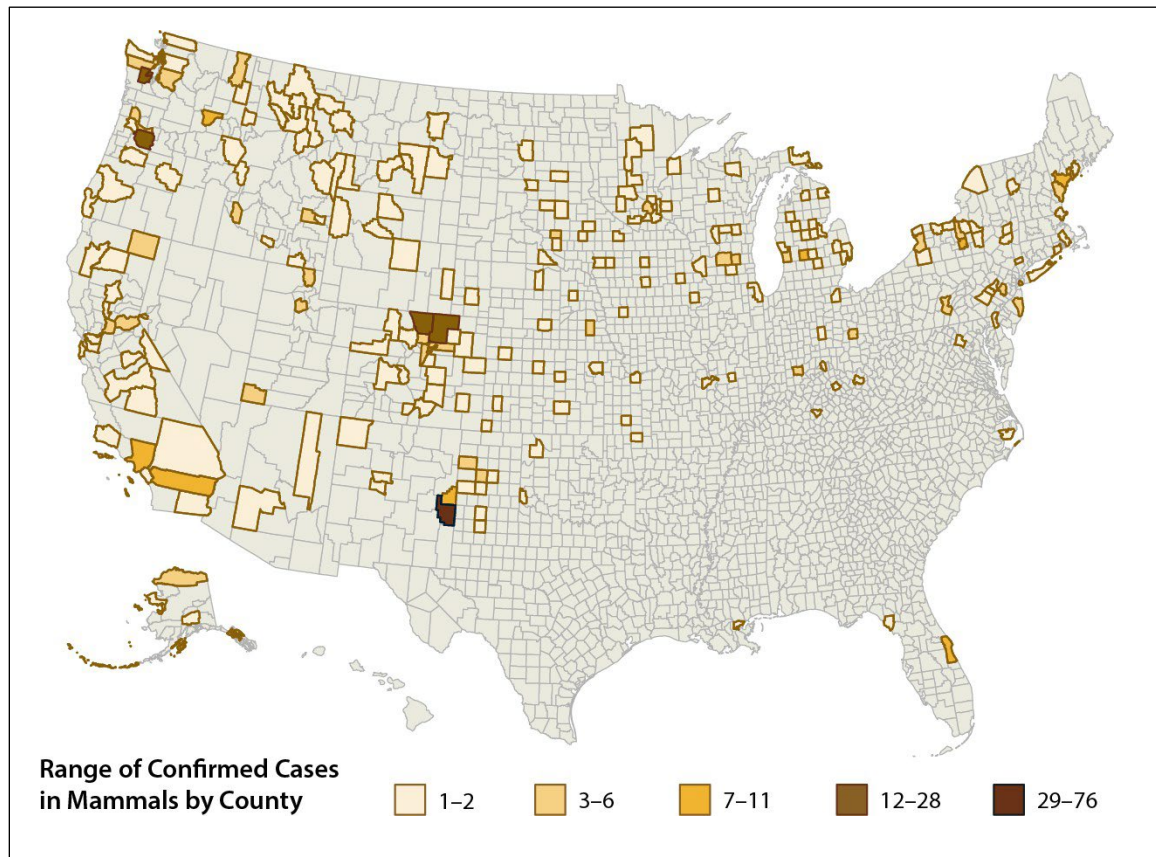 Range of Confirmed Cases
in Mammals by County
1–2
3–6
7–11
12–28
29–76